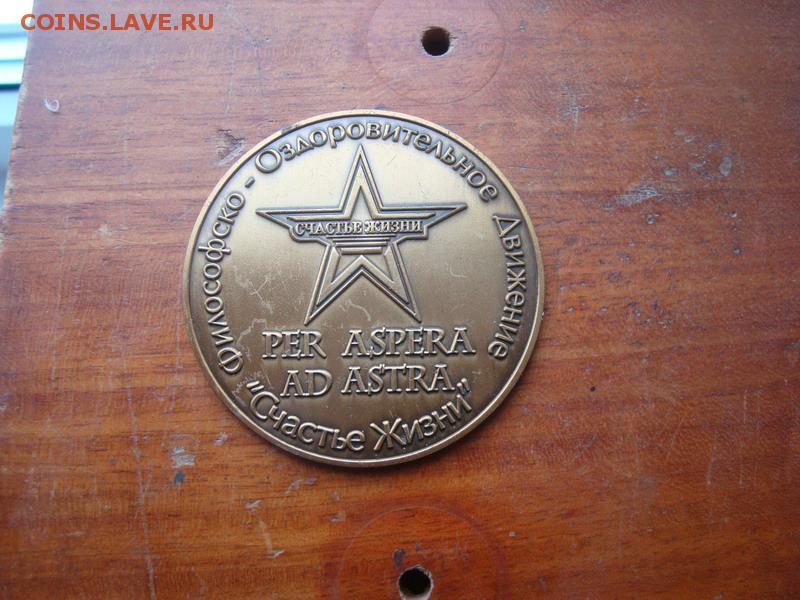 COINS.LAVE.RU
Философско - Оздоровительное Движение
СЧАСТЬЕ ЖИЗНИ
PER ASPERA
AD ASTRA
"Счастье Жизни"